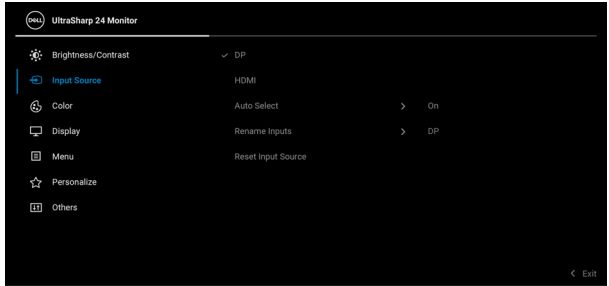 DELL UltraSharp 24 Monitor
Brightness/Contrast DP
Input Source HDMI
Color Auto Select On
Display Rename Inputs DP
Menu Reset Input Source
Personalize
Others
Exit